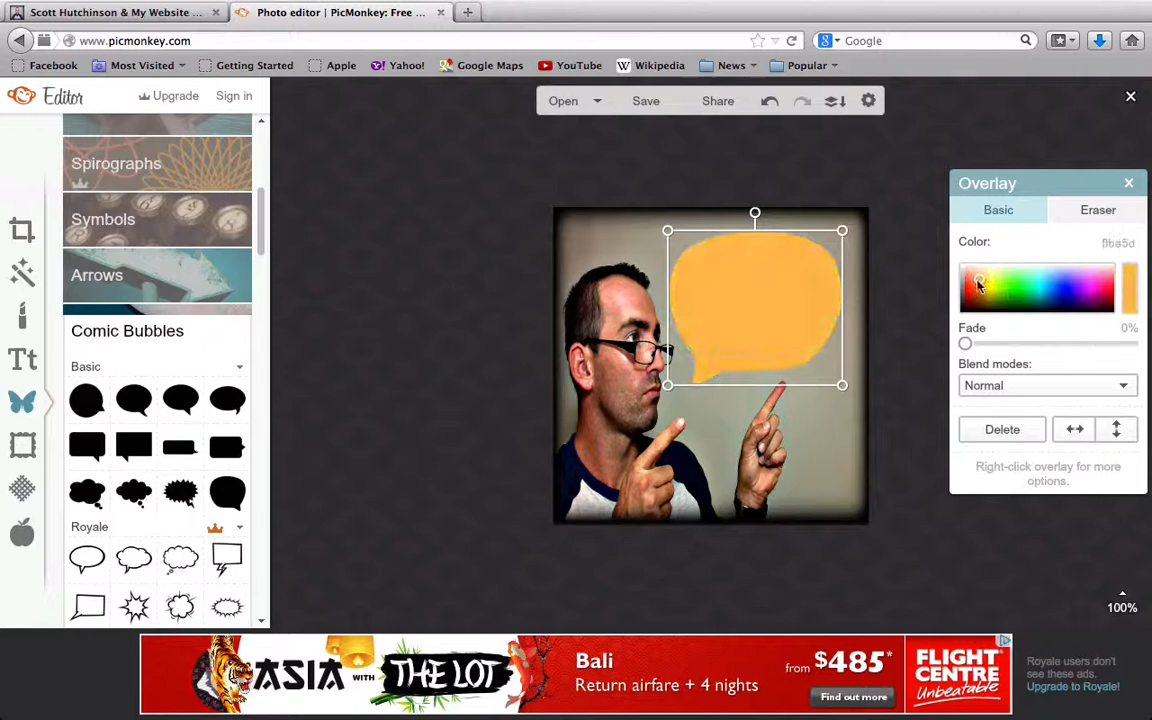 Scott Hutchinson & My Website ...
Photo editor | PicMonkey: Free ...
www.picmonkey.com
Google
Facebook
Most Visited
Getting Started
Apple
Yahoo!
Google Maps
YouTube
Wikipedia
News
Popular
Editor
Upgrade
Sign in
Open
Save
Share
Spirographs
Symbols
Arrows
Comic Bubbles
Basic
Royale
Tt
Overlay
Basic
Eraser
Color:
fbba5d
Fade
0%
Blend modes:
Normal
Delete
Right-click overlay for more
options.
100%
ASIA WITH THE LOT
Bali
Return airfare + 4 nights
from $485*
Find out more
FLIGHT
CENTRE
Unbeatable
Royale users don't
see these ads.
Upgrade to Royale!